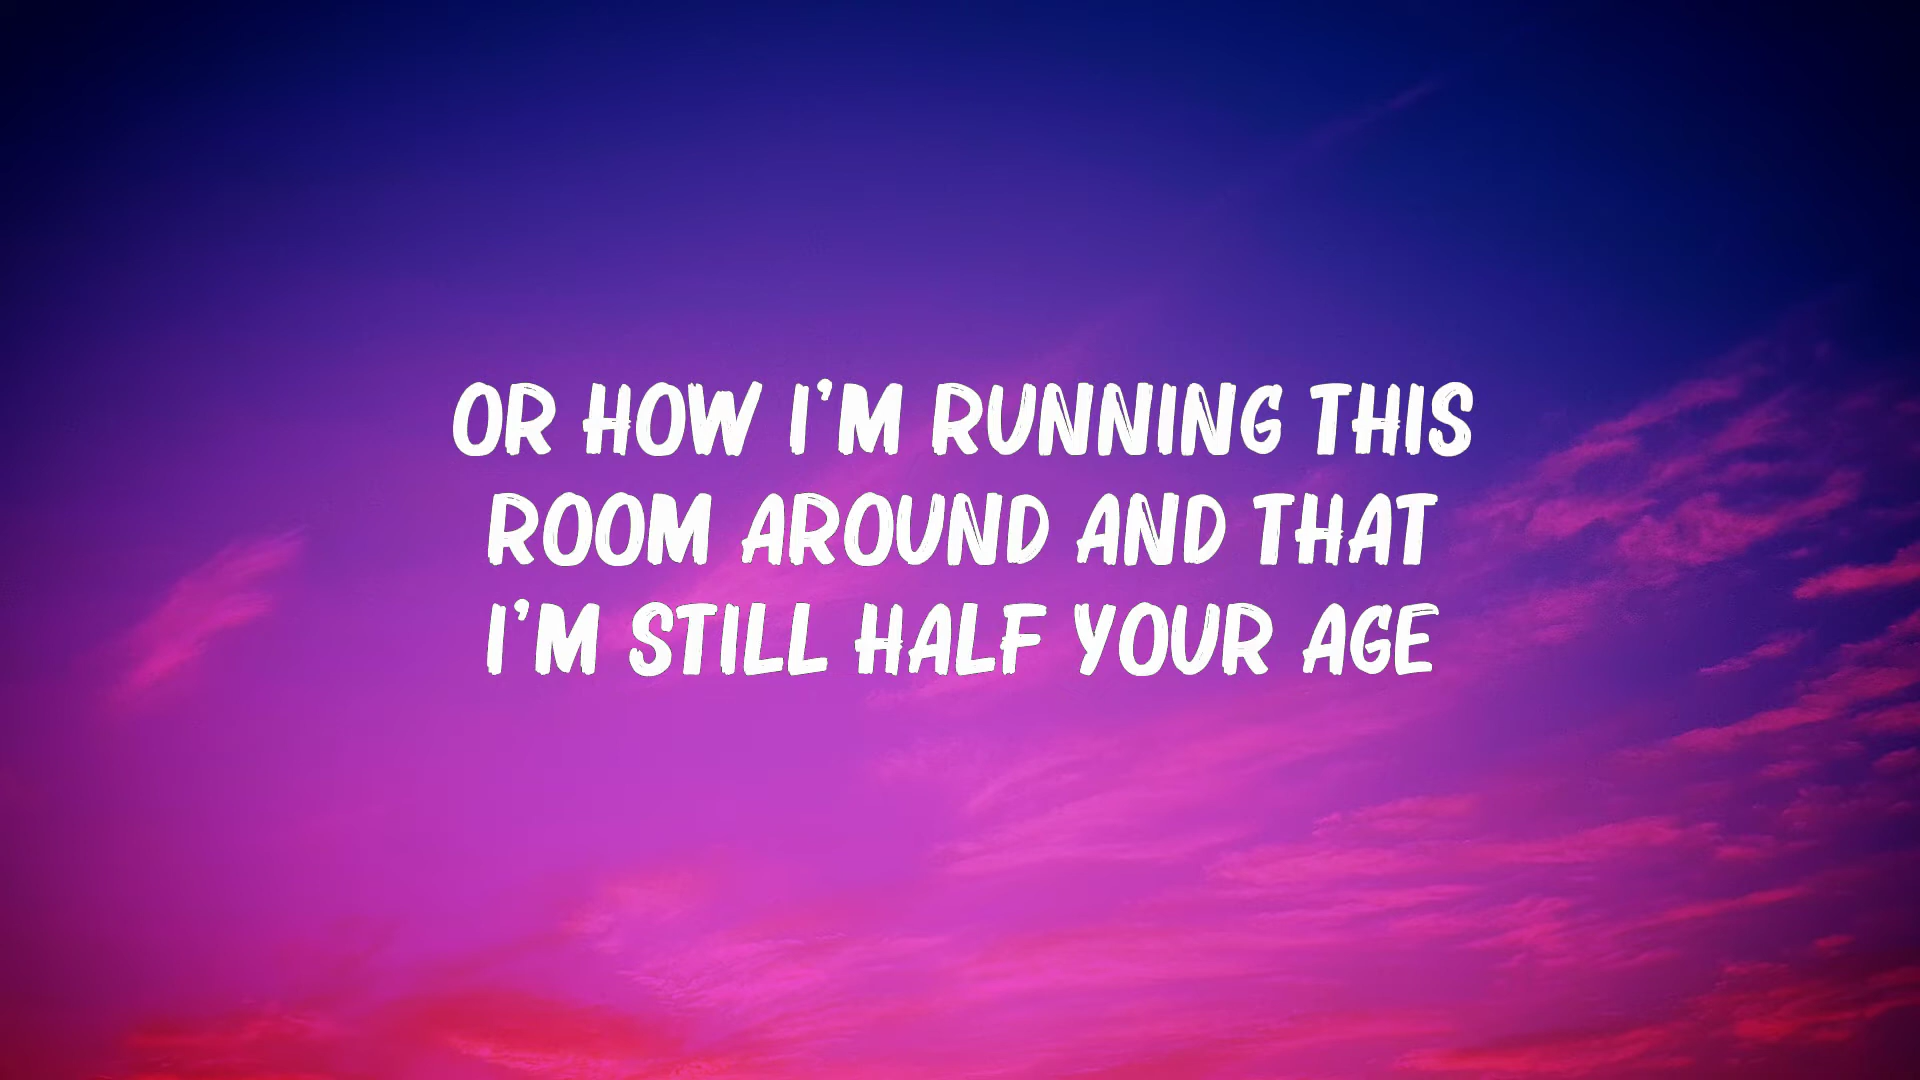 OR HOW I'M RUNNING THIS
ROOM AROUND AND THAT
I'M STILL HALF YOUR AGE